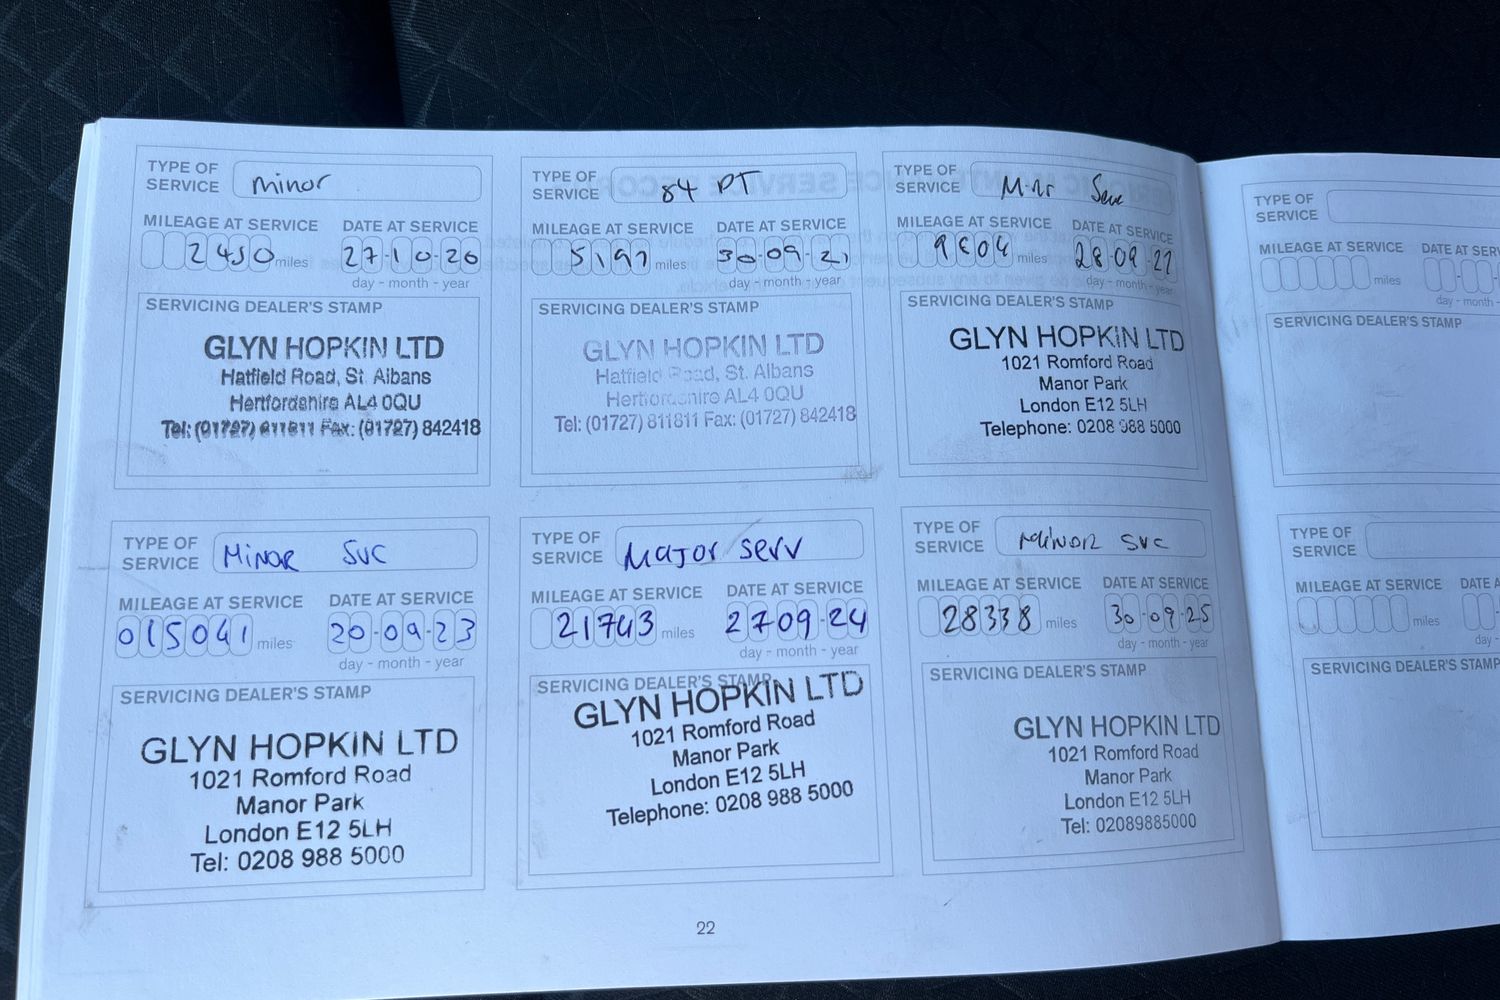 TYPE OF SERVICE minor
MILEAGE AT SERVICE DATE AT SERVICE
2450 miles 27-10-20
day - month - year
SERVICING DEALER'S STAMP
GLYN HOPKIN LTD
Hatfield Road, St. Albans
Hertfordshire AL4 0QU
Tel: (01727) 811811 Fax: (01727) 842418
TYPE OF SERVICE 84 PT
MILEAGE AT SERVICE DATE AT SERVICE
5197 miles 30-09-21
day - month - year
SERVICING DEALER'S STAMP
GLYN HOPKIN LTD
Hatfield Road, St. Albans
Hertfordshire AL4 0QU
Tel: (01727) 811811 Fax: (01727) 842418
TYPE OF SERVICE
MILEAGE AT SERVICE DATE AT SERVICE
miles 28-09-22
day - month - year
SERVICING DEALER'S STAMP
GLYN HOPKIN LTD
1021 Romford Road
Manor Park
London E12 5LH
Telephone: 0208 988 5000
TYPE OF SERVICE
MILEAGE AT SERVICE DATE AT SERV
miles
day - month -
SERVICING DEALER'S STAMP
TYPE OF SERVICE MINOR SVC
MILEAGE AT SERVICE DATE AT SERVICE
015041 miles 20-09-23
day - month - year
SERVICING DEALER'S STAMP
GLYN HOPKIN LTD
1021 Romford Road
Manor Park
London E12 5LH
Tel: 0208 988 5000
TYPE OF SERVICE Major serv
MILEAGE AT SERVICE DATE AT SERVICE
21743 miles 27 09-24
day - month - year
SERVICING DEALER'S STAMP
GLYN HOPKIN LTD
1021 Romford Road
Manor Park
London E12 5LH
Telephone: 0208 988 5000
TYPE OF SERVICE Minor svc
MILEAGE AT SERVICE DATE AT SERVICE
28338 miles 30-09-25
day - month - year
SERVICING DEALER'S STAMP
GLYN HOPKIN LTD
1021 Romford Road
Manor Park
London E12 5LH
Tel: 02089885000
TYPE OF SERVICE
MILEAGE AT SERVICE DATE A
miles
day -
SERVICING DEALER'S STAMP
22